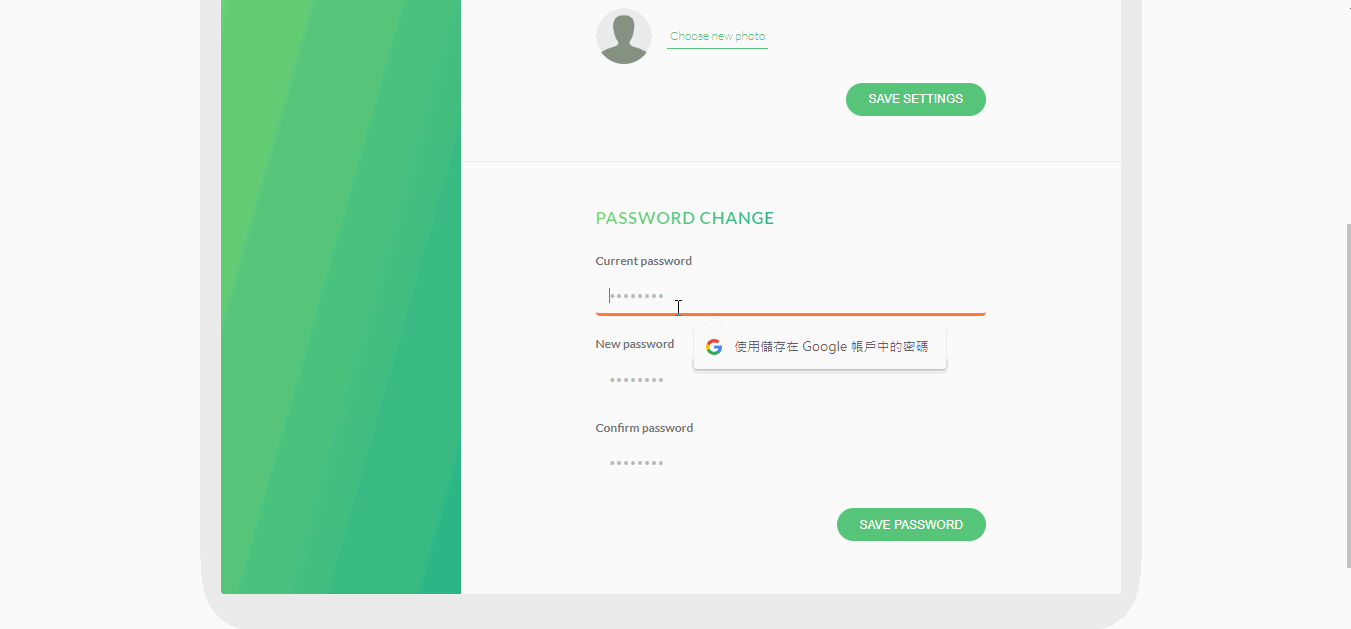 Choose new photo
SAVE SETTINGS
PASSWORD CHANGE
Current password
••••••••
使用儲存在 Google 帳戶中的密碼
New password
••••••••
Confirm password
••••••••
SAVE PASSWORD